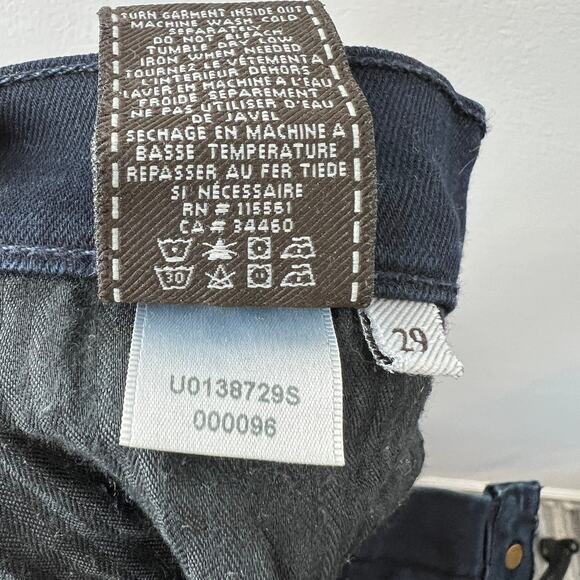 TURN GARMENT INSIDE OUT
MACHINE WASH COLD
SEPARATELY
DO NOT BLEACH
TUMBLE DRY LOW
IRON WHEN NEEDED
TOURNEZ LE VÊTEMENT À
L'INTERIEUR DEHORS
LAVER EN MACHINE A L'EAU
FROIDE SEPAREMENT
NE PAS UTILISER D'EAU
DE JAVEL
SECHAGE EN MACHINE A
BASSE TEMPERATURE
REPASSER AU FER TIEDE
SI NÉCESSAIRE
RN # 115561
CA # 34460
30
29
U0138729S
000096